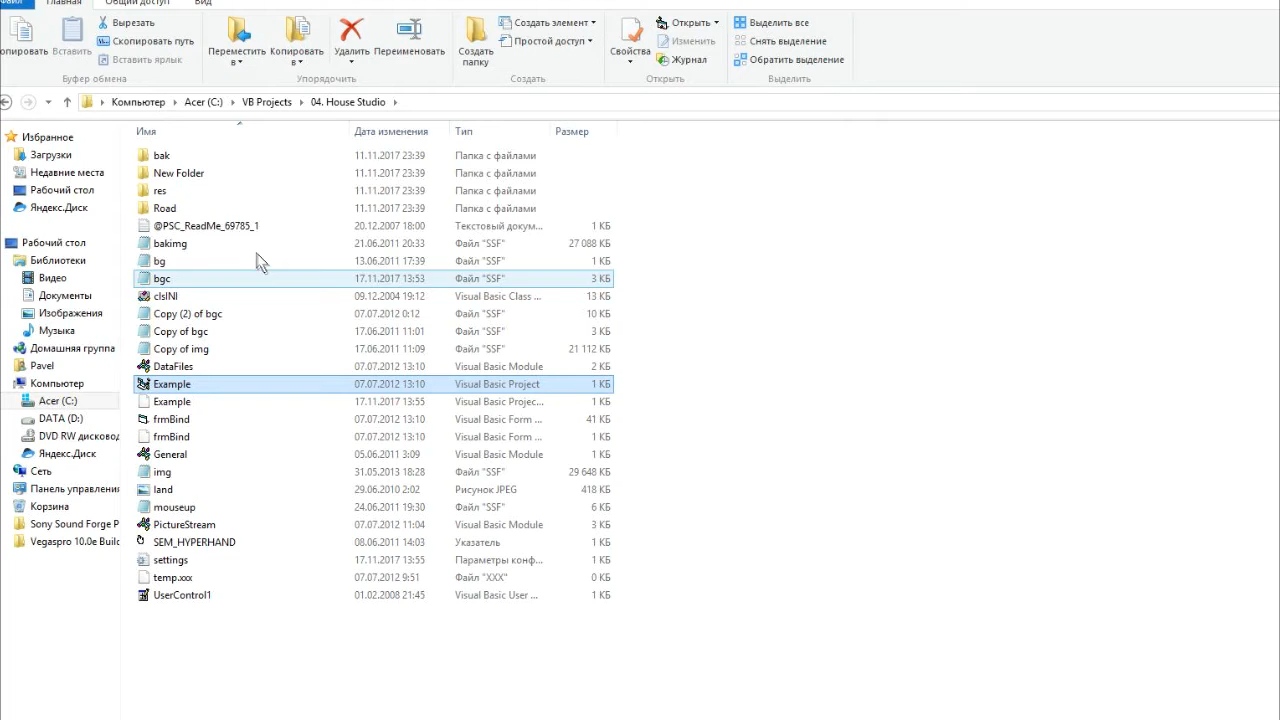 Файл Главная Общий доступ Вид
Вырезать
Скопировать путь
Вставить ярлык
опировать Вставить
Буфер обмена
Переместить в Копировать в Удалить Переименовать
Упорядочить
Создать папку
Создать элемент
Простой доступ
Создать
Свойства
Открыть
Изменить
Журнал
Открыть
Выделить все
Снять выделение
Обратить выделение
Выделить
Компьютер Acer (C:) VB Projects 04. House Studio
Избранное
Загрузки
Недавние места
Рабочий стол
Яндекс.Диск
Рабочий стол
Библиотеки
Видео
Документы
Изображения
Музыка
Домашняя группа
Pavel
Компьютер
Acer (C:)
DATA (D:)
DVD RW дисковод
Яндекс.Диск
Сеть
Панель управления
Корзина
Sony Sound Forge P
Vegaspro 10.0e Build
Имя Дата изменения Тип Размер
bak 11.11.2017 23:39 Папка с файлами
New Folder 11.11.2017 23:39 Папка с файлами
res 11.11.2017 23:39 Папка с файлами
Road 11.11.2017 23:39 Папка с файлами
@PSC_ReadMe_69785_1 20.12.2007 18:00 Текстовый докум... 1 КБ
bakimg 21.06.2011 20:33 Файл "SSF" 27 088 КБ
bg 13.06.2011 17:39 Файл "SSF" 1 КБ
bgc 17.11.2017 13:53 Файл "SSF" 3 КБ
clsINI 09.12.2004 19:12 Visual Basic Class ... 13 КБ
Copy (2) of bgc 07.07.2012 0:12 Файл "SSF" 10 КБ
Copy of bgc 17.06.2011 11:01 Файл "SSF" 3 КБ
Copy of img 17.06.2011 11:09 Файл "SSF" 21 112 КБ
DataFiles 07.07.2012 13:10 Visual Basic Module 2 КБ
Example 07.07.2012 13:10 Visual Basic Project 1 КБ
Example 17.11.2017 13:55 Visual Basic Projec... 1 КБ
frmBind 07.07.2012 13:10 Visual Basic Form ... 41 КБ
frmBind 07.07.2012 13:10 Visual Basic Form ... 1 КБ
General 05.06.2011 3:09 Visual Basic Module 1 КБ
img 31.05.2013 18:28 Файл "SSF" 29 648 КБ
land 29.06.2010 2:02 Рисунок JPEG 418 КБ
mouseup 24.06.2011 19:30 Файл "SSF" 6 КБ
PictureStream 07.07.2012 11:04 Visual Basic Module 3 КБ
SEM_HYPERHAND 08.06.2011 14:03 Указатель 1 КБ
settings 17.11.2017 13:55 Параметры конф... 1 КБ
temp.xxx 07.07.2012 9:51 Файл "XXX" 0 КБ
UserControl1 01.02.2008 21:45 Visual Basic User ... 1 КБ